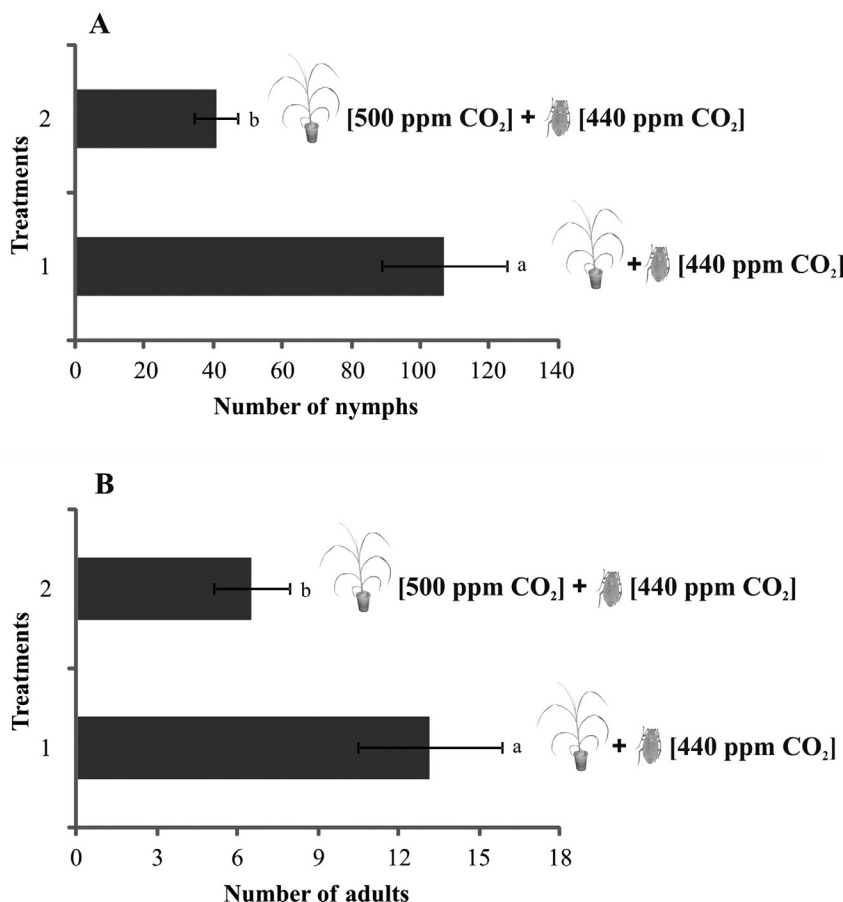 A
Treatments
2
b
[500 ppm CO₂] + [440 ppm CO₂]
1
a
+ [440 ppm CO₂]
0 20 40 60 80 100 120 140
Number of nymphs
B
Treatments
2
b
[500 ppm CO₂] + [440 ppm CO₂]
1
a
+ [440 ppm CO₂]
0 3 6 9 12 15 18
Number of adults